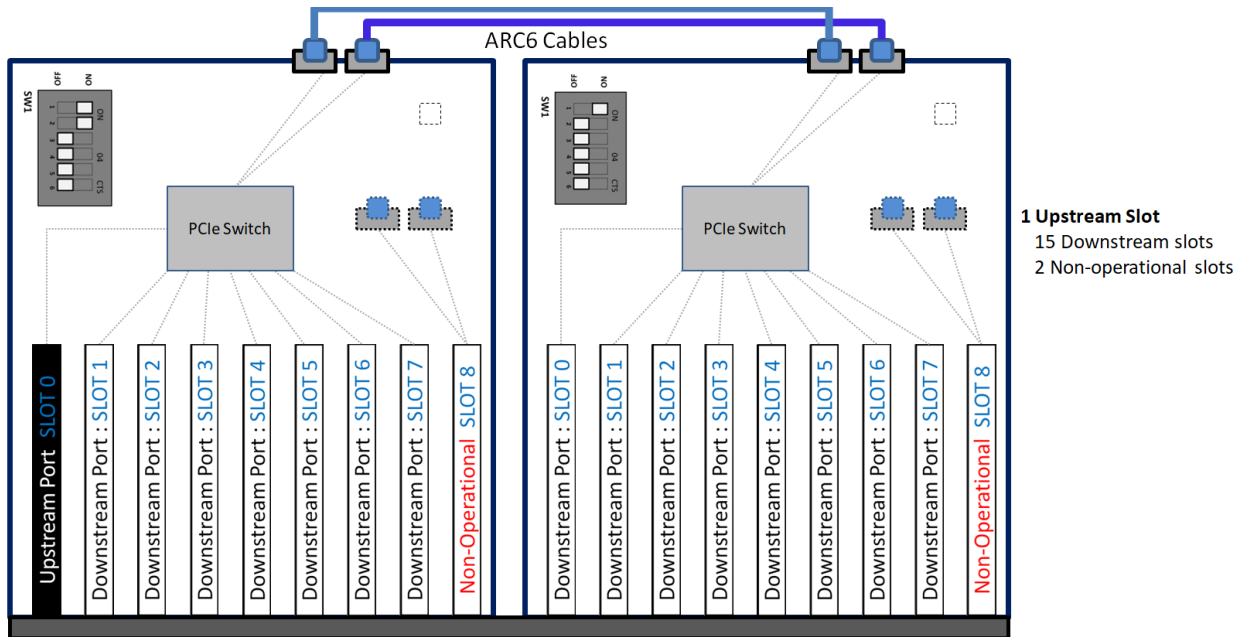 ARC6 Cables
OFF
ON
SW1
1
2
3
4
5
6
ON
04
CTS
PCIe Switch
Upstream Port SLOT 0
Downstream Port : SLOT 1
Downstream Port : SLOT 2
Downstream Port : SLOT 3
Downstream Port : SLOT 4
Downstream Port : SLOT 5
Downstream Port : SLOT 6
Downstream Port : SLOT 7
Non-Operational SLOT 8
OFF
ON
SW1
1
2
3
4
5
6
ON
04
CTS
PCIe Switch
Downstream Port : SLOT 0
Downstream Port : SLOT 1
Downstream Port : SLOT 2
Downstream Port : SLOT 3
Downstream Port : SLOT 4
Downstream Port : SLOT 5
Downstream Port : SLOT 6
Downstream Port : SLOT 7
Non-Operational SLOT 8
1 Upstream Slot
15 Downstream slots
2 Non-operational slots